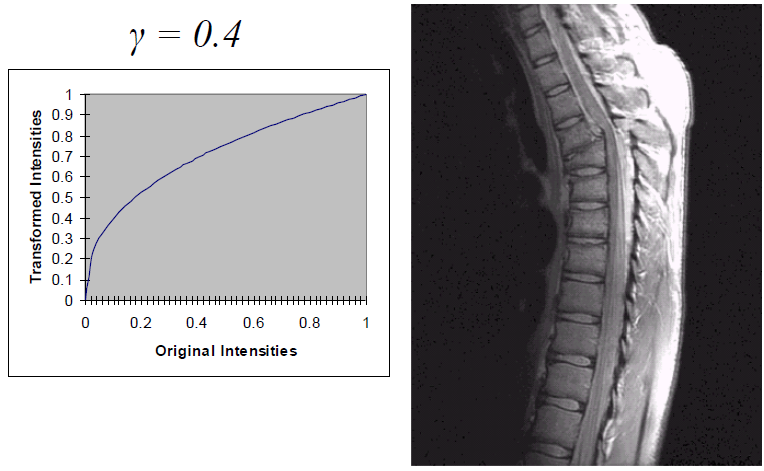 γ = 0.4
Transformed Intensities
1
0.9
0.8
0.7
0.6
0.5
0.4
0.3
0.2
0.1
0
0 0.2 0.4 0.6 0.8 1
Original Intensities